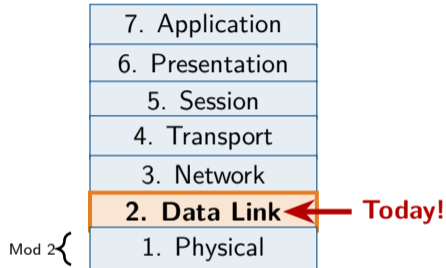 7. Application
6. Presentation
5. Session
4. Transport
3. Network
2. Data Link Today!
Mod 2 1. Physical